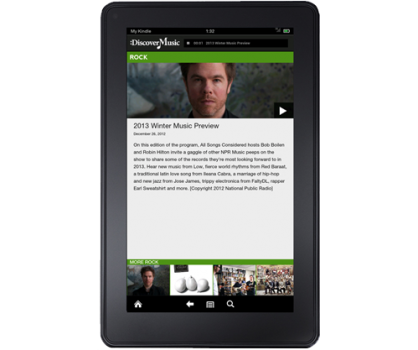 My Kindle
1:32
DiscoverMusic
00:01 2013 Winter Music Preview
ROCK
2013 Winter Music Preview
December 26, 2012
On this edition of the program, All Songs Considered hosts Bob Boilen
and Robin Hilton invite a gaggle of other NPR Music peeps on the
show to share some of the records they're most looking forward to in
2013. Hear new music from Low, fierce world rhythms from Red Baraat,
a traditional latin love song from Ileana Cabra, a marriage of hip-hop
and new jazz from Jose James, trippy electronica from FaltyDL, rapper
Earl Sweatshirt and more. [Copyright 2012 National Public Radio]
MORE ROCK